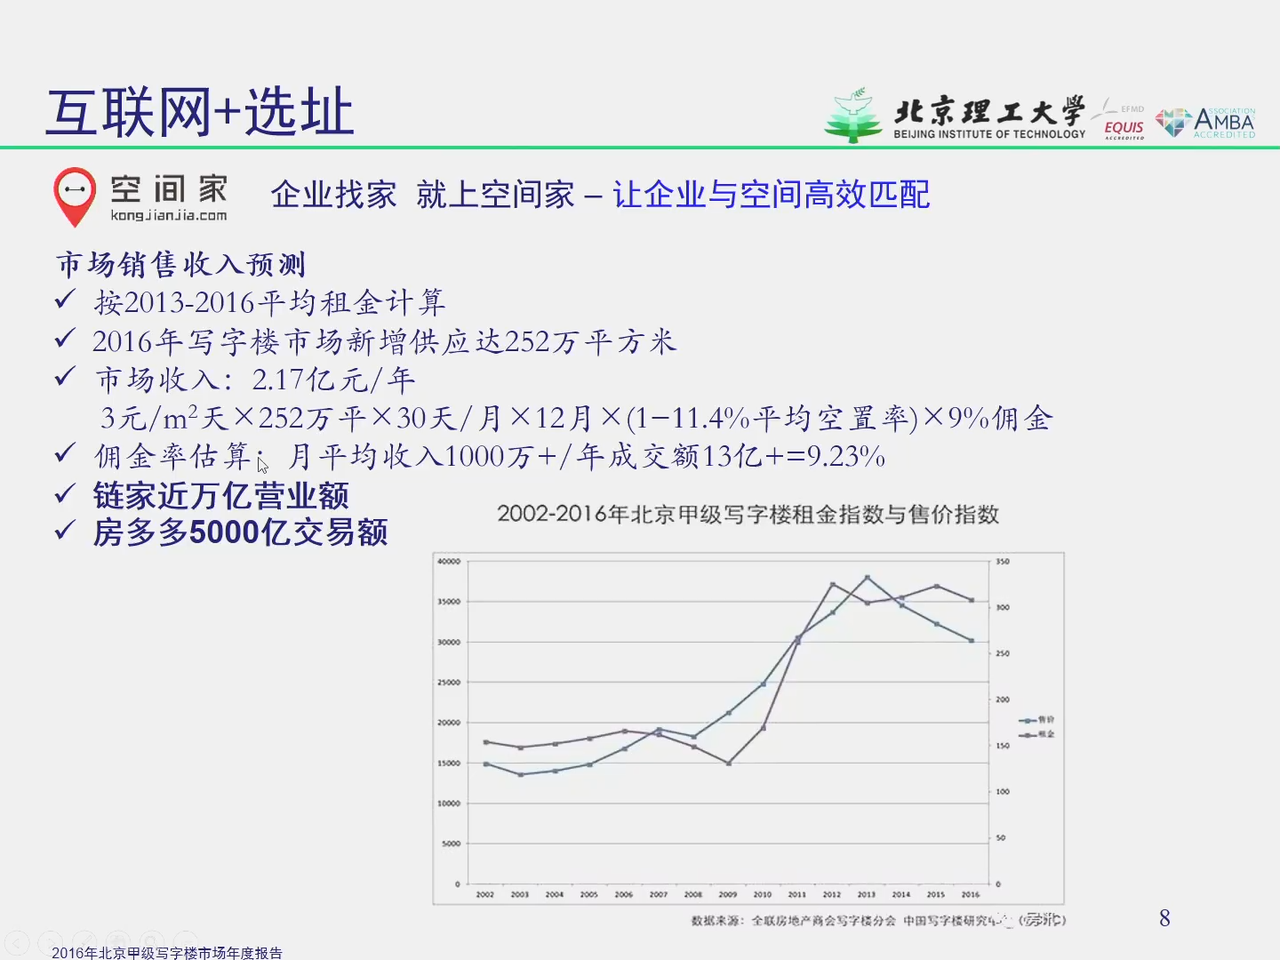 互联网+选址
北京理工大学
BEIJING INSTITUTE OF TECHNOLOGY
EFMD
EQUIS
ACCREDITED
ASSOCIATION
AMBA
ACCREDITED
空间家
kongjianjia.com
企业找家 就上空间家 – 让企业与空间高效匹配
市场销售收入预测
✓ 按2013-2016平均租金计算
✓ 2016年写字楼市场新增供应达252万平方米
✓ 市场收入：2.17亿元/年
3元/m²天×252万平×30天/月×12月×(1−11.4%平均空置率)×9%佣金
✓ 佣金率估算：月平均收入1000万+/年成交额13亿+=9.23%
✓ 链家近万亿营业额
✓ 房多多5000亿交易额
2002-2016年北京甲级写字楼租金指数与售价指数
40000
35000
30000
25000
20000
15000
10000
5000
0
350
300
250
200
150
100
50
0
2002 2003 2004 2005 2006 2007 2008 2009 2010 2011 2012 2013 2014 2015 2016
售价
租金
数据来源：全联房地产商会写字楼分会 中国写字楼研究
8
2016年北京甲级写字楼市场年度报告